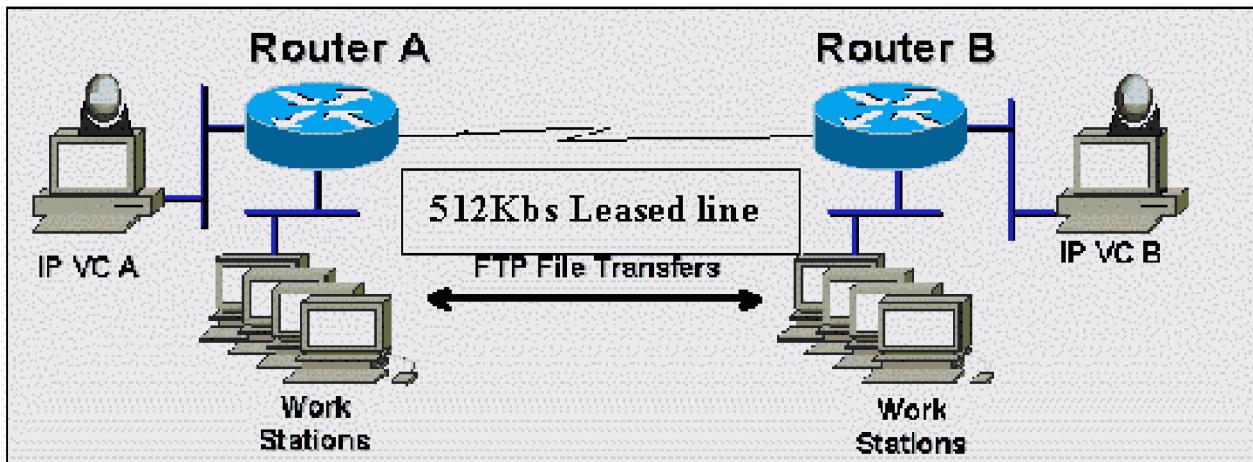 Router A
Router B
512Kbs Leased line
FTP File Transfers
IP VC A
IP VC B
Work
Stations
Work
Stations